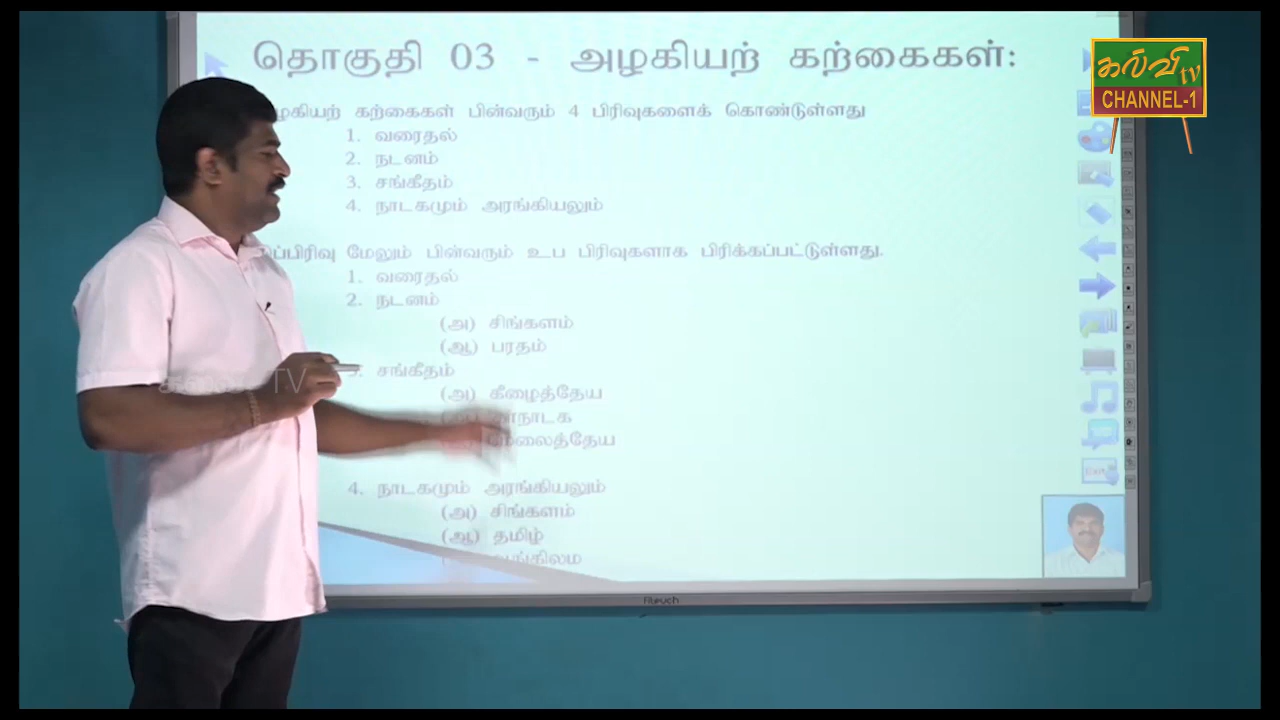 தொகுதி 03 - அழகியற் கற்கைகள்:
கல்வி tv
CHANNEL-1
கற்கைகள் பின்வரும் 4 பிரிவுகளைக் கொண்டுள்ளது
1. வரைதல்
2. நடனம்
3. சங்கீதம்
4. நாடகமும் அரங்கியலும்
மேலும் பின்வரும் உப பிரிவுகளாக பிரிக்கப்பட்டுள்ளது.
1. வரைதல்
2. நடனம்
(அ) சிங்களம்
(ஆ) பரதம்
சங்கீதம்
TV
(அ) கீழைத்தேய
4. நாடகமும் அரங்கியலும்
(அ) சிங்களம்
(ஆ) தமிழ்